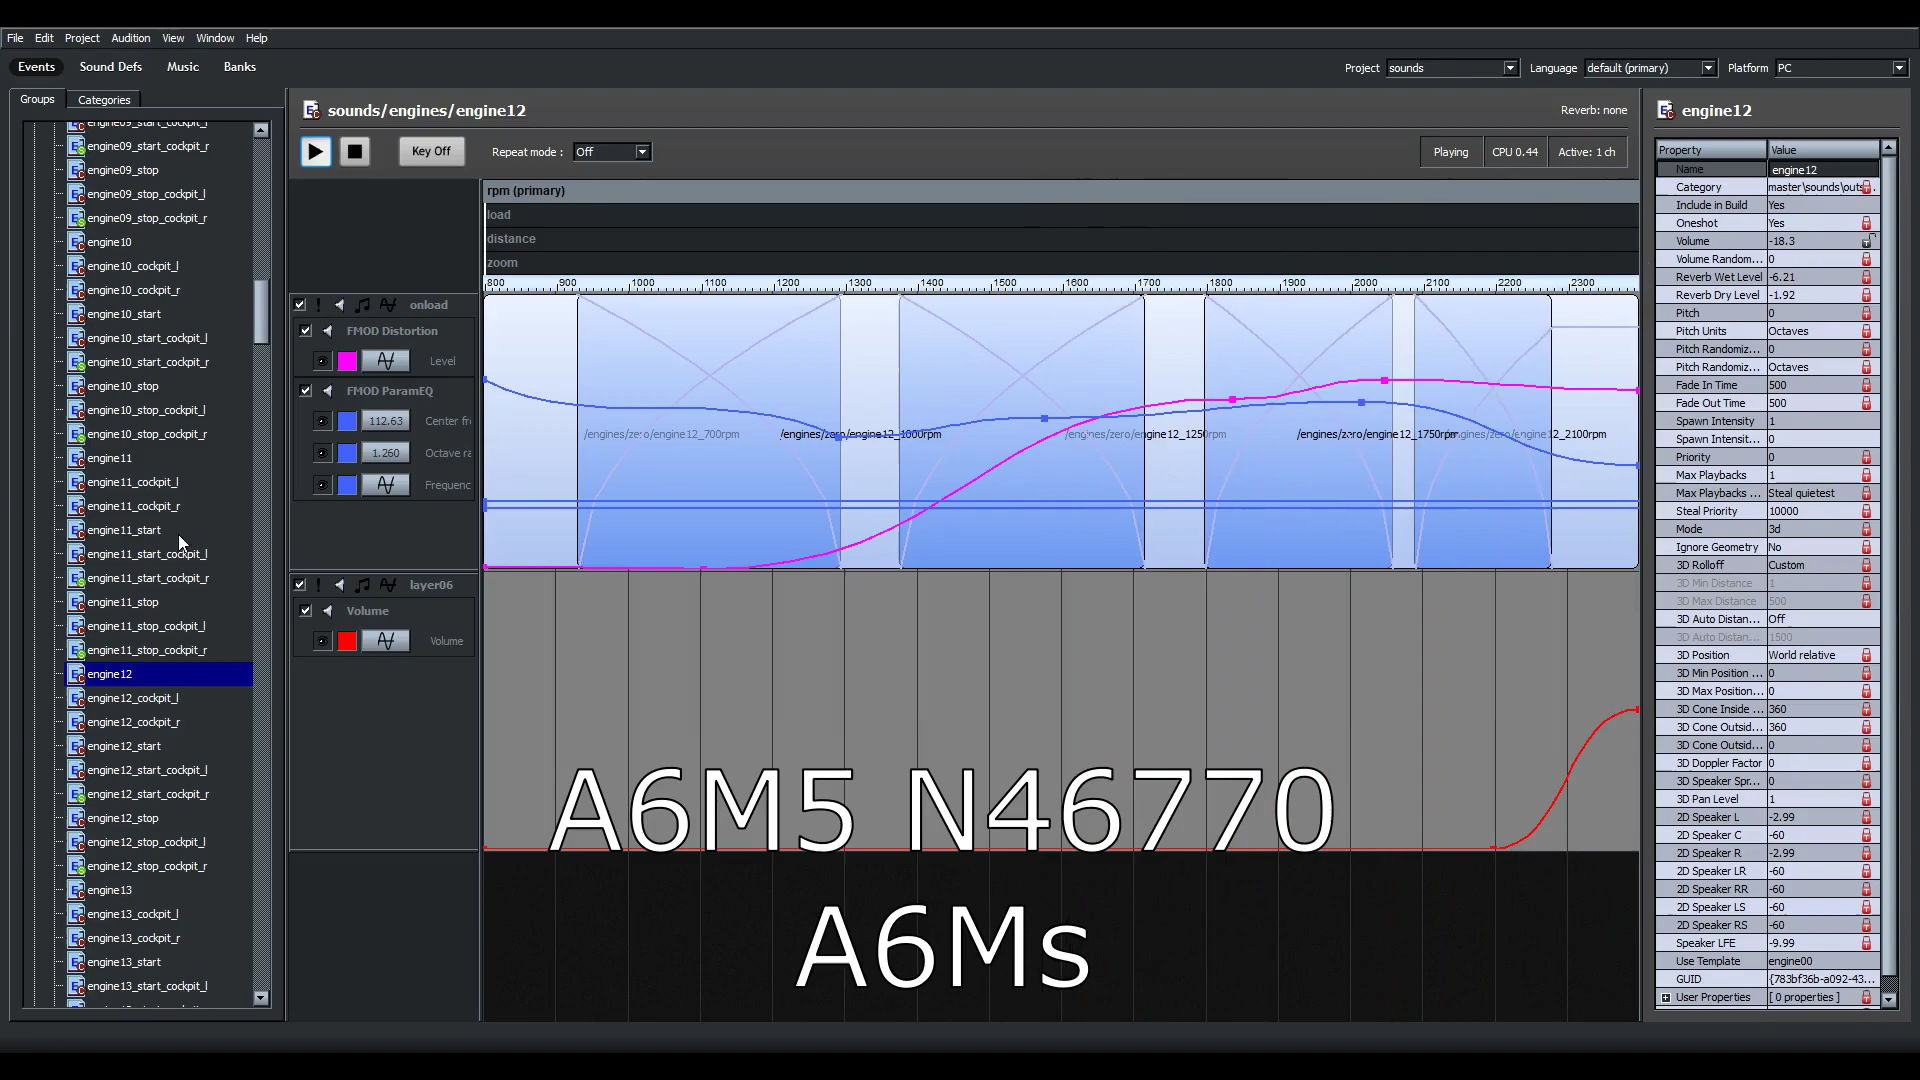 File Edit Project Audition View Window Help
Events Sound Defs Music Banks
Project sounds Language default (primary) Platform PC
Groups Categories
engine09_start_cockpit_l
engine09_start_cockpit_r
engine09_stop
engine09_stop_cockpit_l
engine09_stop_cockpit_r
engine10
engine10_cockpit_l
engine10_cockpit_r
engine10_start
engine10_start_cockpit_l
engine10_start_cockpit_r
engine10_stop
engine10_stop_cockpit_l
engine10_stop_cockpit_r
engine11
engine11_cockpit_l
engine11_cockpit_r
engine11_start
engine11_start_cockpit_l
engine11_start_cockpit_r
engine11_stop
engine11_stop_cockpit_l
engine11_stop_cockpit_r
engine12
engine12_cockpit_l
engine12_cockpit_r
engine12_start
engine12_start_cockpit_l
engine12_start_cockpit_r
engine12_stop
engine12_stop_cockpit_l
engine12_stop_cockpit_r
engine13
engine13_cockpit_l
engine13_cockpit_r
engine13_start
engine13_start_cockpit_l
sounds/engines/engine12
Reverb: none
Key Off Repeat mode : Off
Playing CPU 0.44 Active: 1 ch
rpm (primary)
load
distance
zoom
800 900 1000 1100 1200 1300 1400 1500 1600 1700 1800 1900 2000 2100 2200 2300
onload
FMOD Distortion
Level
FMOD ParamEQ
112.63 Center fr
1.260 Octave ra
Frequenc
/engines/zero/engine12_700rpm /engines/zero/engine12_1000rpm /engines/zero/engine12_1250rpm /engines/zero/engine12_1750rpm /engines/zero/engine12_2100rpm
layer06
Volume
Volume
A6M5 N46770
A6Ms
engine12
Property Value
Name engine12
Category master\sounds\outs...
Include in Build Yes
Oneshot Yes
Volume -18.3
Volume Random... 0
Reverb Wet Level -6.21
Reverb Dry Level -1.92
Pitch 0
Pitch Units Octaves
Pitch Randomiz... 0
Pitch Randomiz... Octaves
Fade In Time 500
Fade Out Time 500
Spawn Intensity 1
Spawn Intensit... 0
Priority 0
Max Playbacks 1
Max Playbacks ... Steal quietest
Steal Priority 10000
Mode 3d
Ignore Geometry No
3D Rolloff Custom
3D Min Distance 1
3D Max Distance 500
3D Auto Distan... Off
3D Auto Distan... 1500
3D Position World relative
3D Min Position ... 0
3D Max Position... 0
3D Cone Inside ... 360
3D Cone Outsid... 360
3D Cone Outsid... 0
3D Doppler Factor 0
3D Speaker Spr... 0
3D Pan Level 1
2D Speaker L -2.99
2D Speaker C -60
2D Speaker R -2.99
2D Speaker LR -60
2D Speaker RR -60
2D Speaker LS -60
2D Speaker RS -60
Speaker LFE -9.99
Use Template engine00
GUID {783bf36b-a092-43...
User Properties [ 0 properties ]